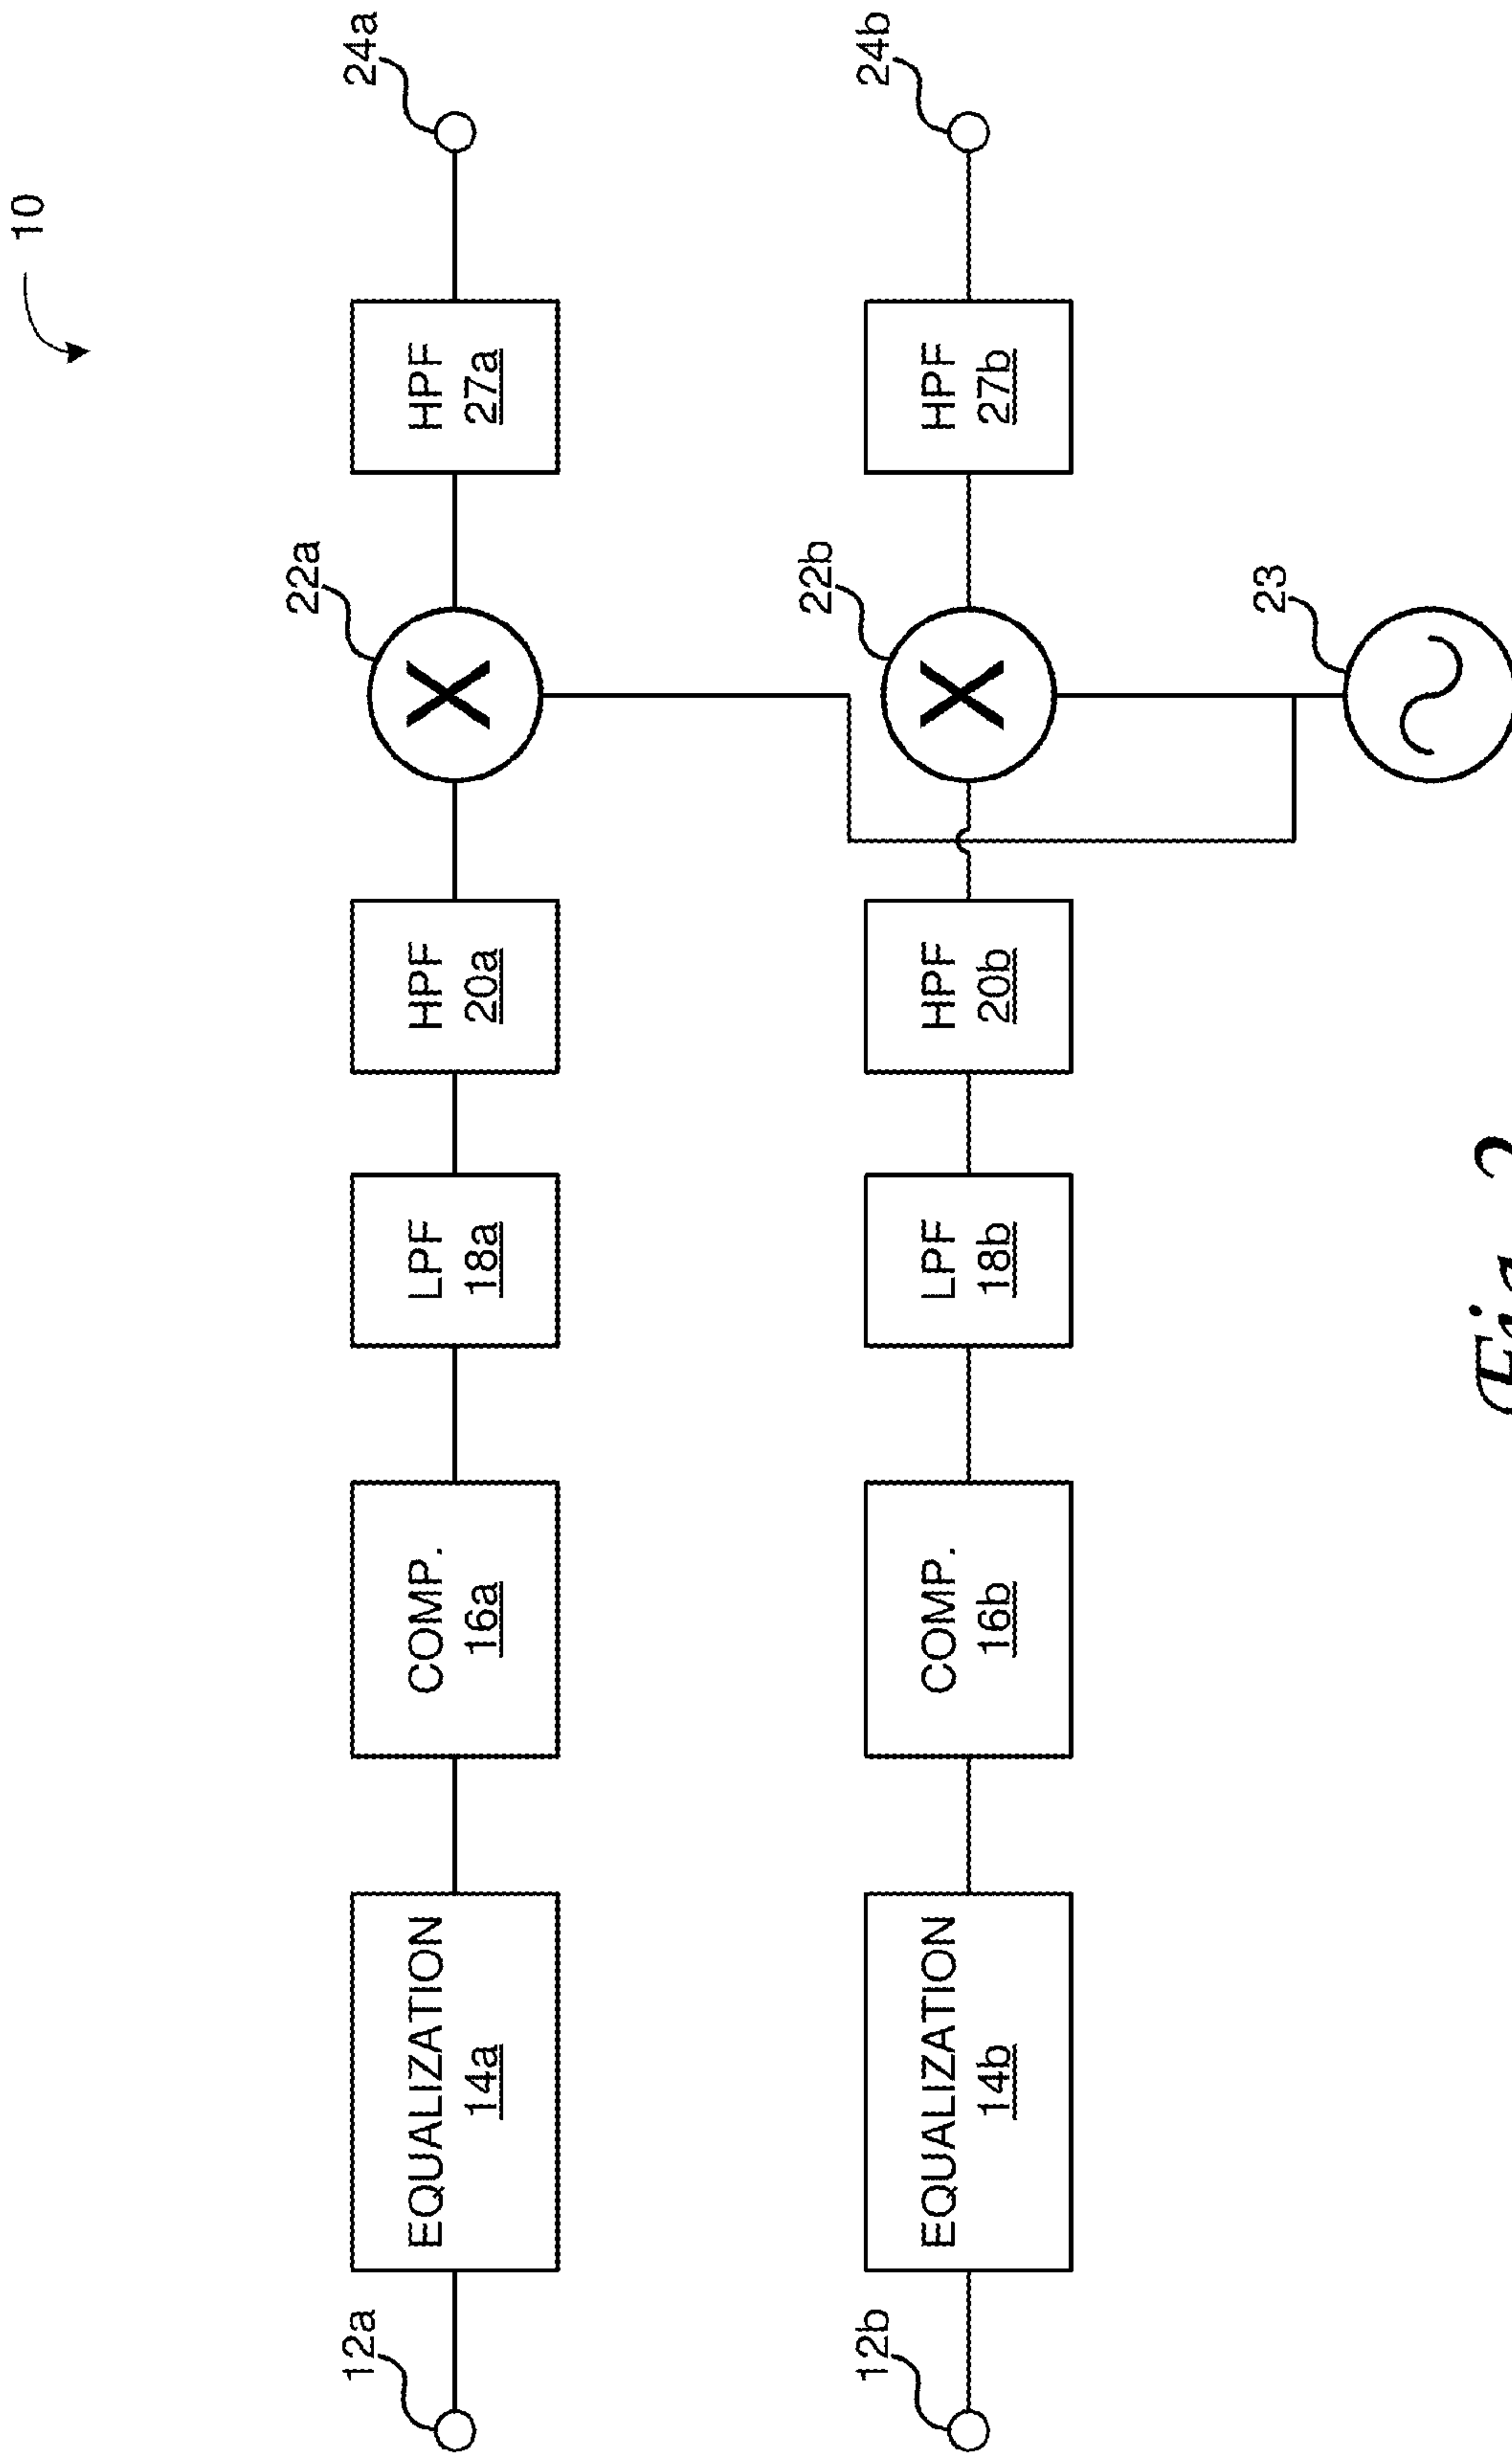 10
12a
EQUALIZATION
14a
COMP.
16a
LPF
18a
HPF
20a
22a
X
HPF
27a
24a
12b
EQUALIZATION
14b
COMP.
16b
LPF
18b
HPF
20b
22b
X
HPF
27b
24b
23